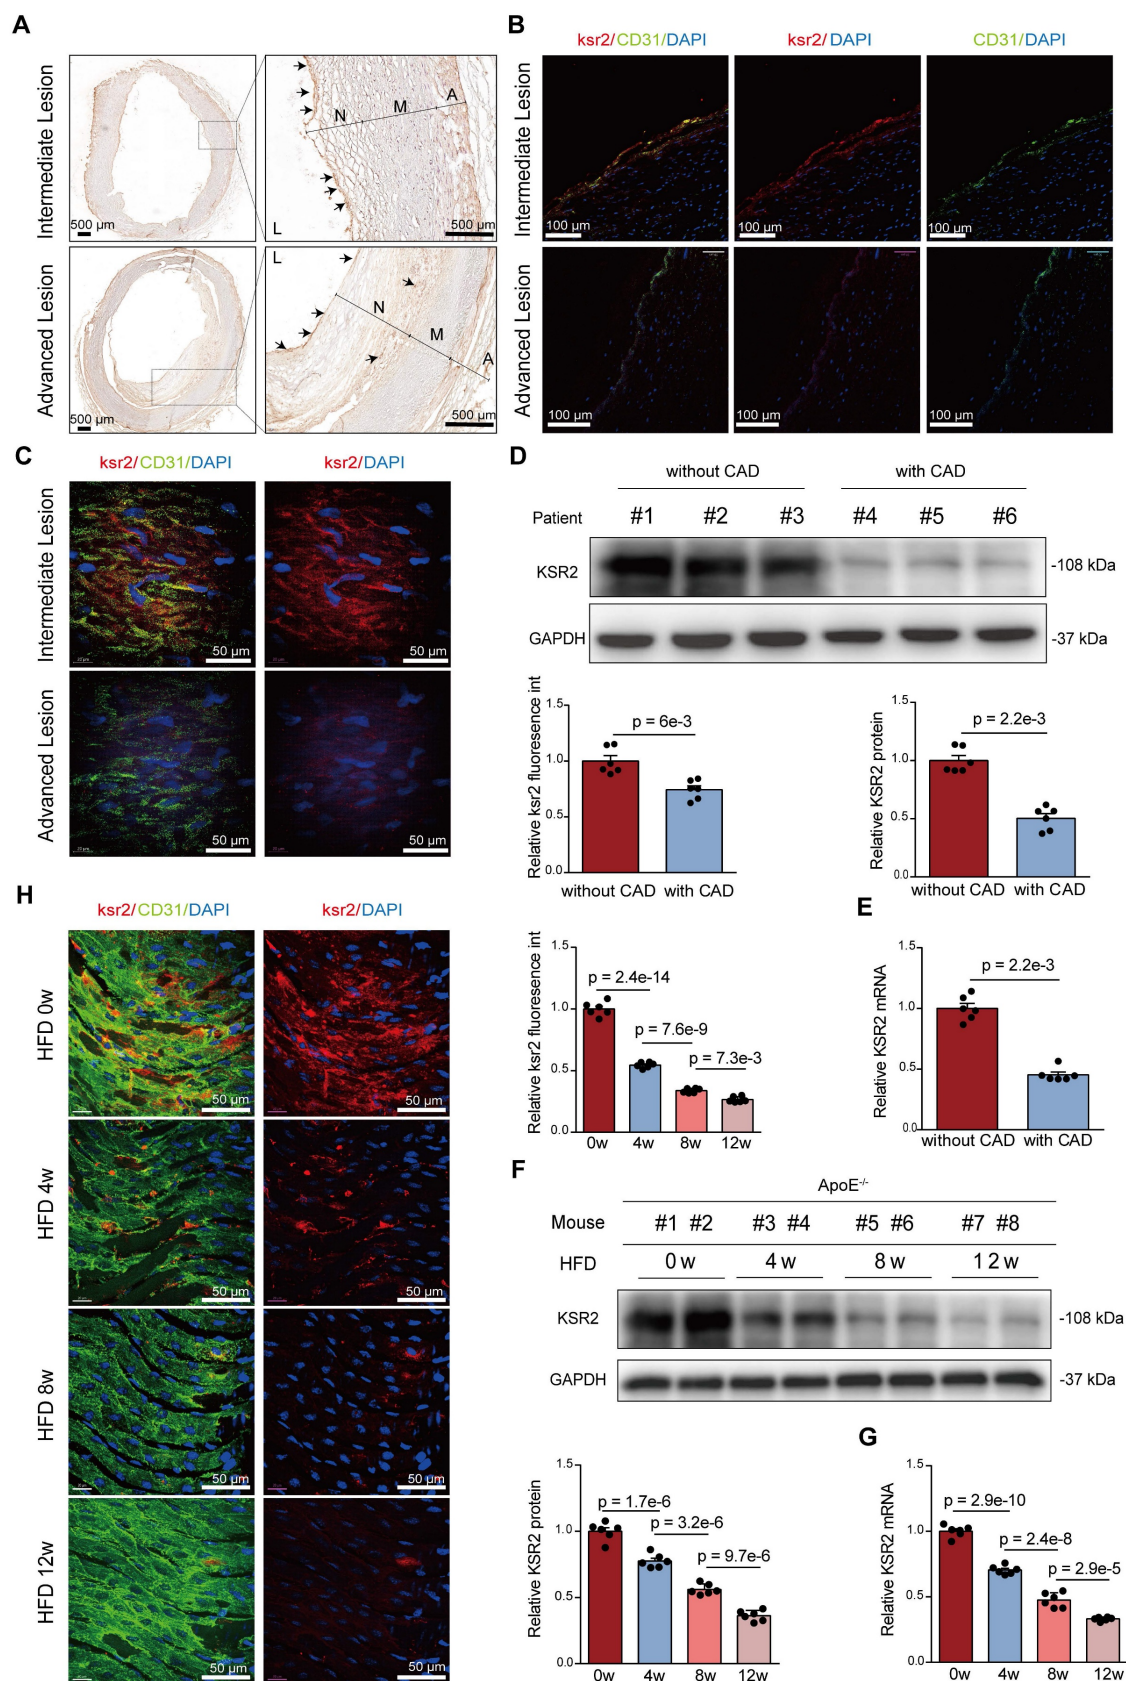 A
Intermediate Lesion
500 µm
N
M
A
L
500 µm
Advanced Lesion
500 µm
L
N
M
A
500 µm
B
ksr2/CD31/DAPI
ksr2/DAPI
CD31/DAPI
Intermediate Lesion
100 µm
100 µm
100 µm
Advanced Lesion
100 µm
100 µm
100 µm
C
ksr2/CD31/DAPI
ksr2/DAPI
Intermediate Lesion
50 µm
50 µm
Advanced Lesion
50 µm
50 µm
D
without CAD
with CAD
Patient
#1 #2 #3 #4 #5 #6
KSR2
-108 kDa
GAPDH
-37 kDa
Relative ksr2 fluoresence int
1.5
1.0
0.5
0.0
p = 6e-3
without CAD
with CAD
Relative KSR2 protein
1.5
1.0
0.5
0.0
p = 2.2e-3
without CAD
with CAD
H
ksr2/CD31/DAPI
ksr2/DAPI
HFD 0w
50 µm
50 µm
HFD 4w
50 µm
50 µm
HFD 8w
50 µm
50 µm
HFD 12w
50 µm
50 µm
Relative ksr2 fluoresence int
1.5
1.0
0.5
0.0
p = 2.4e-14
p = 7.6e-9
p = 7.3e-3
0w 4w 8w 12w
E
Relative KSR2 mRNA
1.5
1.0
0.5
0.0
p = 2.2e-3
without CAD
with CAD
F
ApoE-/-
Mouse
#1 #2 #3 #4 #5 #6 #7 #8
HFD
0 w 4 w 8 w 1 2 w
KSR2
-108 kDa
GAPDH
-37 kDa
Relative KSR2 protein
1.5
1.0
0.5
0.0
p = 1.7e-6
p = 3.2e-6
p = 9.7e-6
0w 4w 8w 12w
G
Relative KSR2 mRNA
1.5
1.0
0.5
0.0
p = 2.9e-10
p = 2.4e-8
p = 2.9e-5
0w 4w 8w 12w